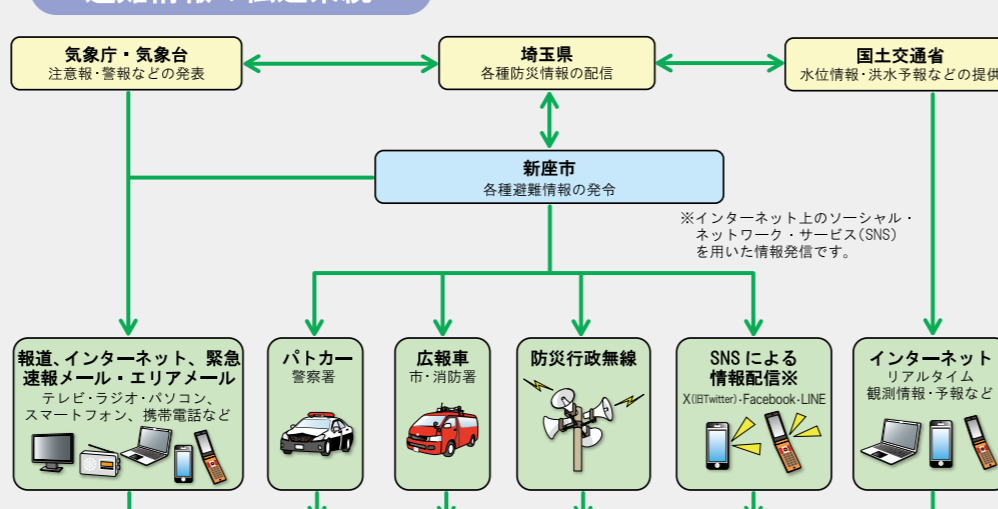 避難情報の伝達系統
気象庁・気象台
注意報・警報などの発表
埼玉県
各種防災情報の配信
国土交通省
水位情報・洪水予報などの提供
新座市
各種避難情報の発令
※インターネット上のソーシャル・
ネットワーク・サービス(SNS)
を用いた情報発信です。
報道、インターネット、緊急
速報メール・エリアメール
テレビ・ラジオ・パソコン、
スマートフォン、携帯電話など
パトカー
警察署
広報車
市・消防署
防災行政無線
SNS による
情報配信※
X(旧Twitter)・Facebook・LINE
インターネット
リアルタイム
観測情報・予報など